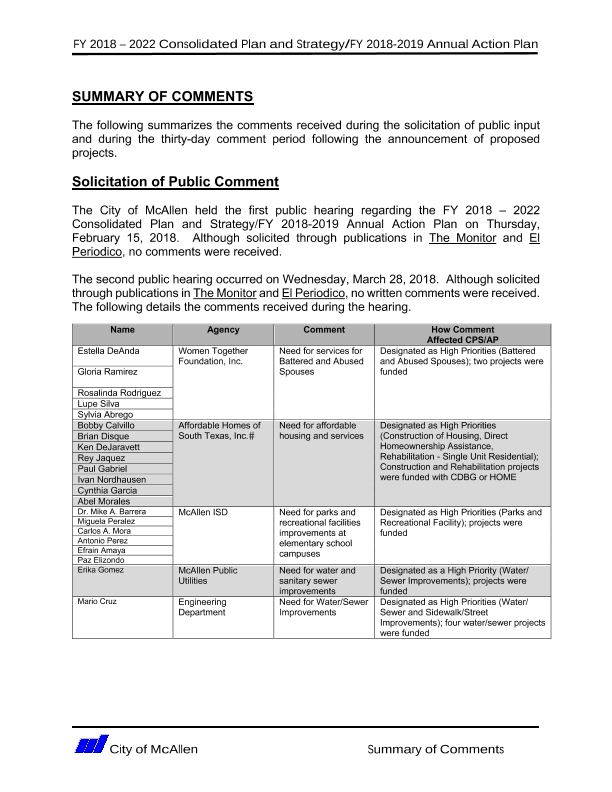 FY 2018 – 2022 Consolidated Plan and Strategy/FY 2018-2019 Annual Action Plan
SUMMARY OF COMMENTS
The following summarizes the comments received during the solicitation of public input
and during the thirty-day comment period following the announcement of proposed
projects.
Solicitation of Public Comment
The City of McAllen held the first public hearing regarding the FY 2018 – 2022
Consolidated Plan and Strategy/FY 2018-2019 Annual Action Plan on Thursday,
February 15, 2018. Although solicited through publications in The Monitor and El
Periodico, no comments were received.
The second public hearing occurred on Wednesday, March 28, 2018. Although solicited
through publications in The Monitor and El Periodico, no written comments were received.
The following details the comments received during the hearing.
Name
Agency
Comment
How Comment
Affected CPS/AP
Estella DeAnda
Gloria Ramirez
Rosalinda Rodriguez
Lupe Silva
Sylvia Abrego
Women Together
Foundation, Inc.
Need for services for
Battered and Abused
Spouses
Designated as High Priorities (Battered
and Abused Spouses); two projects were
funded
Bobby Calvillo
Brian Disque
Ken DeJaravett
Rey Jaquez
Paul Gabriel
Ivan Nordhausen
Cynthia Garcia
Abel Morales
Affordable Homes of
South Texas, Inc.#
Need for affordable
housing and services
Designated as High Priorities
(Construction of Housing, Direct
Homeownership Assistance,
Rehabilitation - Single Unit Residential);
Construction and Rehabilitation projects
were funded with CDBG or HOME
Dr. Mike A. Barrera
Miguela Peralez
Carlos A. Mora
Antonio Perez
Efrain Amaya
Paz Elizondo
McAllen ISD
Need for parks and
recreational facilities
improvements at
elementary school
campuses
Designated as High Priorities (Parks and
Recreational Facility); projects were
funded
Erika Gomez
McAllen Public
Utilities
Need for water and
sanitary sewer
improvements
Designated as a High Priority (Water/
Sewer Improvements); projects were
funded
Mario Cruz
Engineering
Department
Need for Water/Sewer
Improvements
Designated as High Priorities (Water/
Sewer and Sidewalk/Street
Improvements); four water/sewer projects
were funded
City of McAllen
Summary of Comments